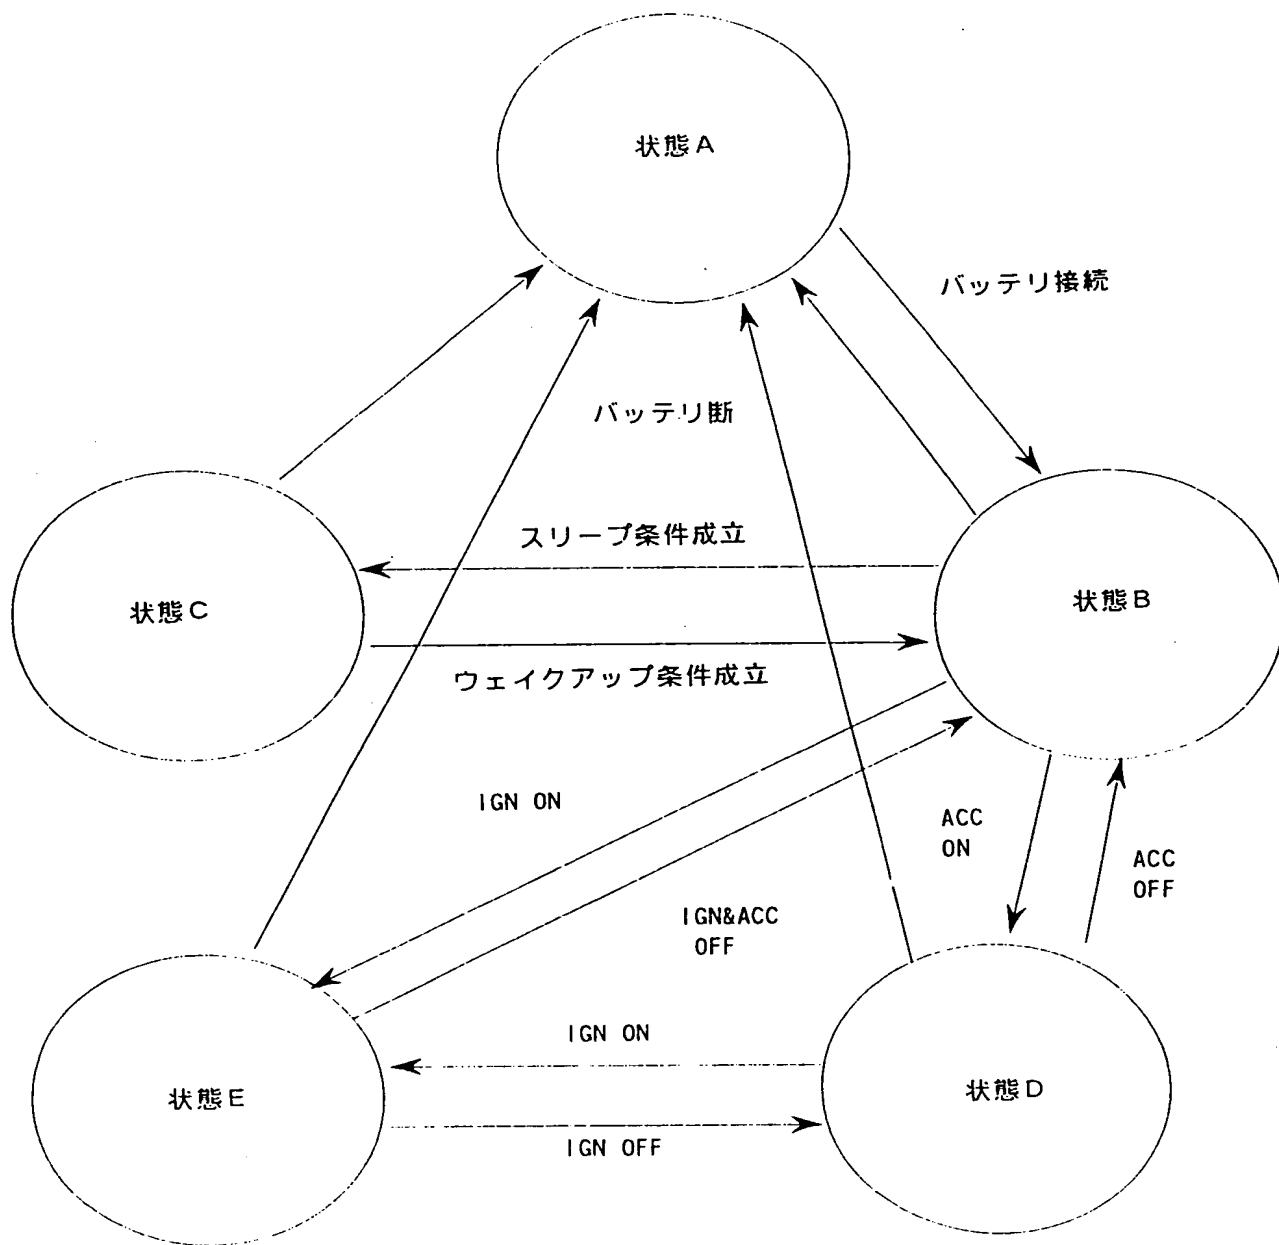 状態A
バッテリ接続
バッテリ断
スリープ条件成立
状態C
状態B
ウェイクアップ条件成立
IGN ON
ACC
ON
ACC
OFF
IGN&ACC
OFF
IGN ON
状態E
状態D
IGN OFF